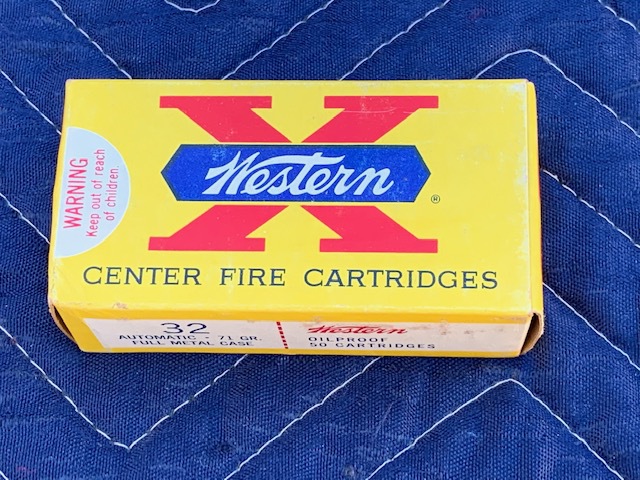 WARNING
Keep out of reach
of children.
X
Western
®
CENTER FIRE CARTRIDGES
32
AUTOMATIC - 71 GR.
FULL METAL CASE
Western
OILPROOF
50 CARTRIDGES